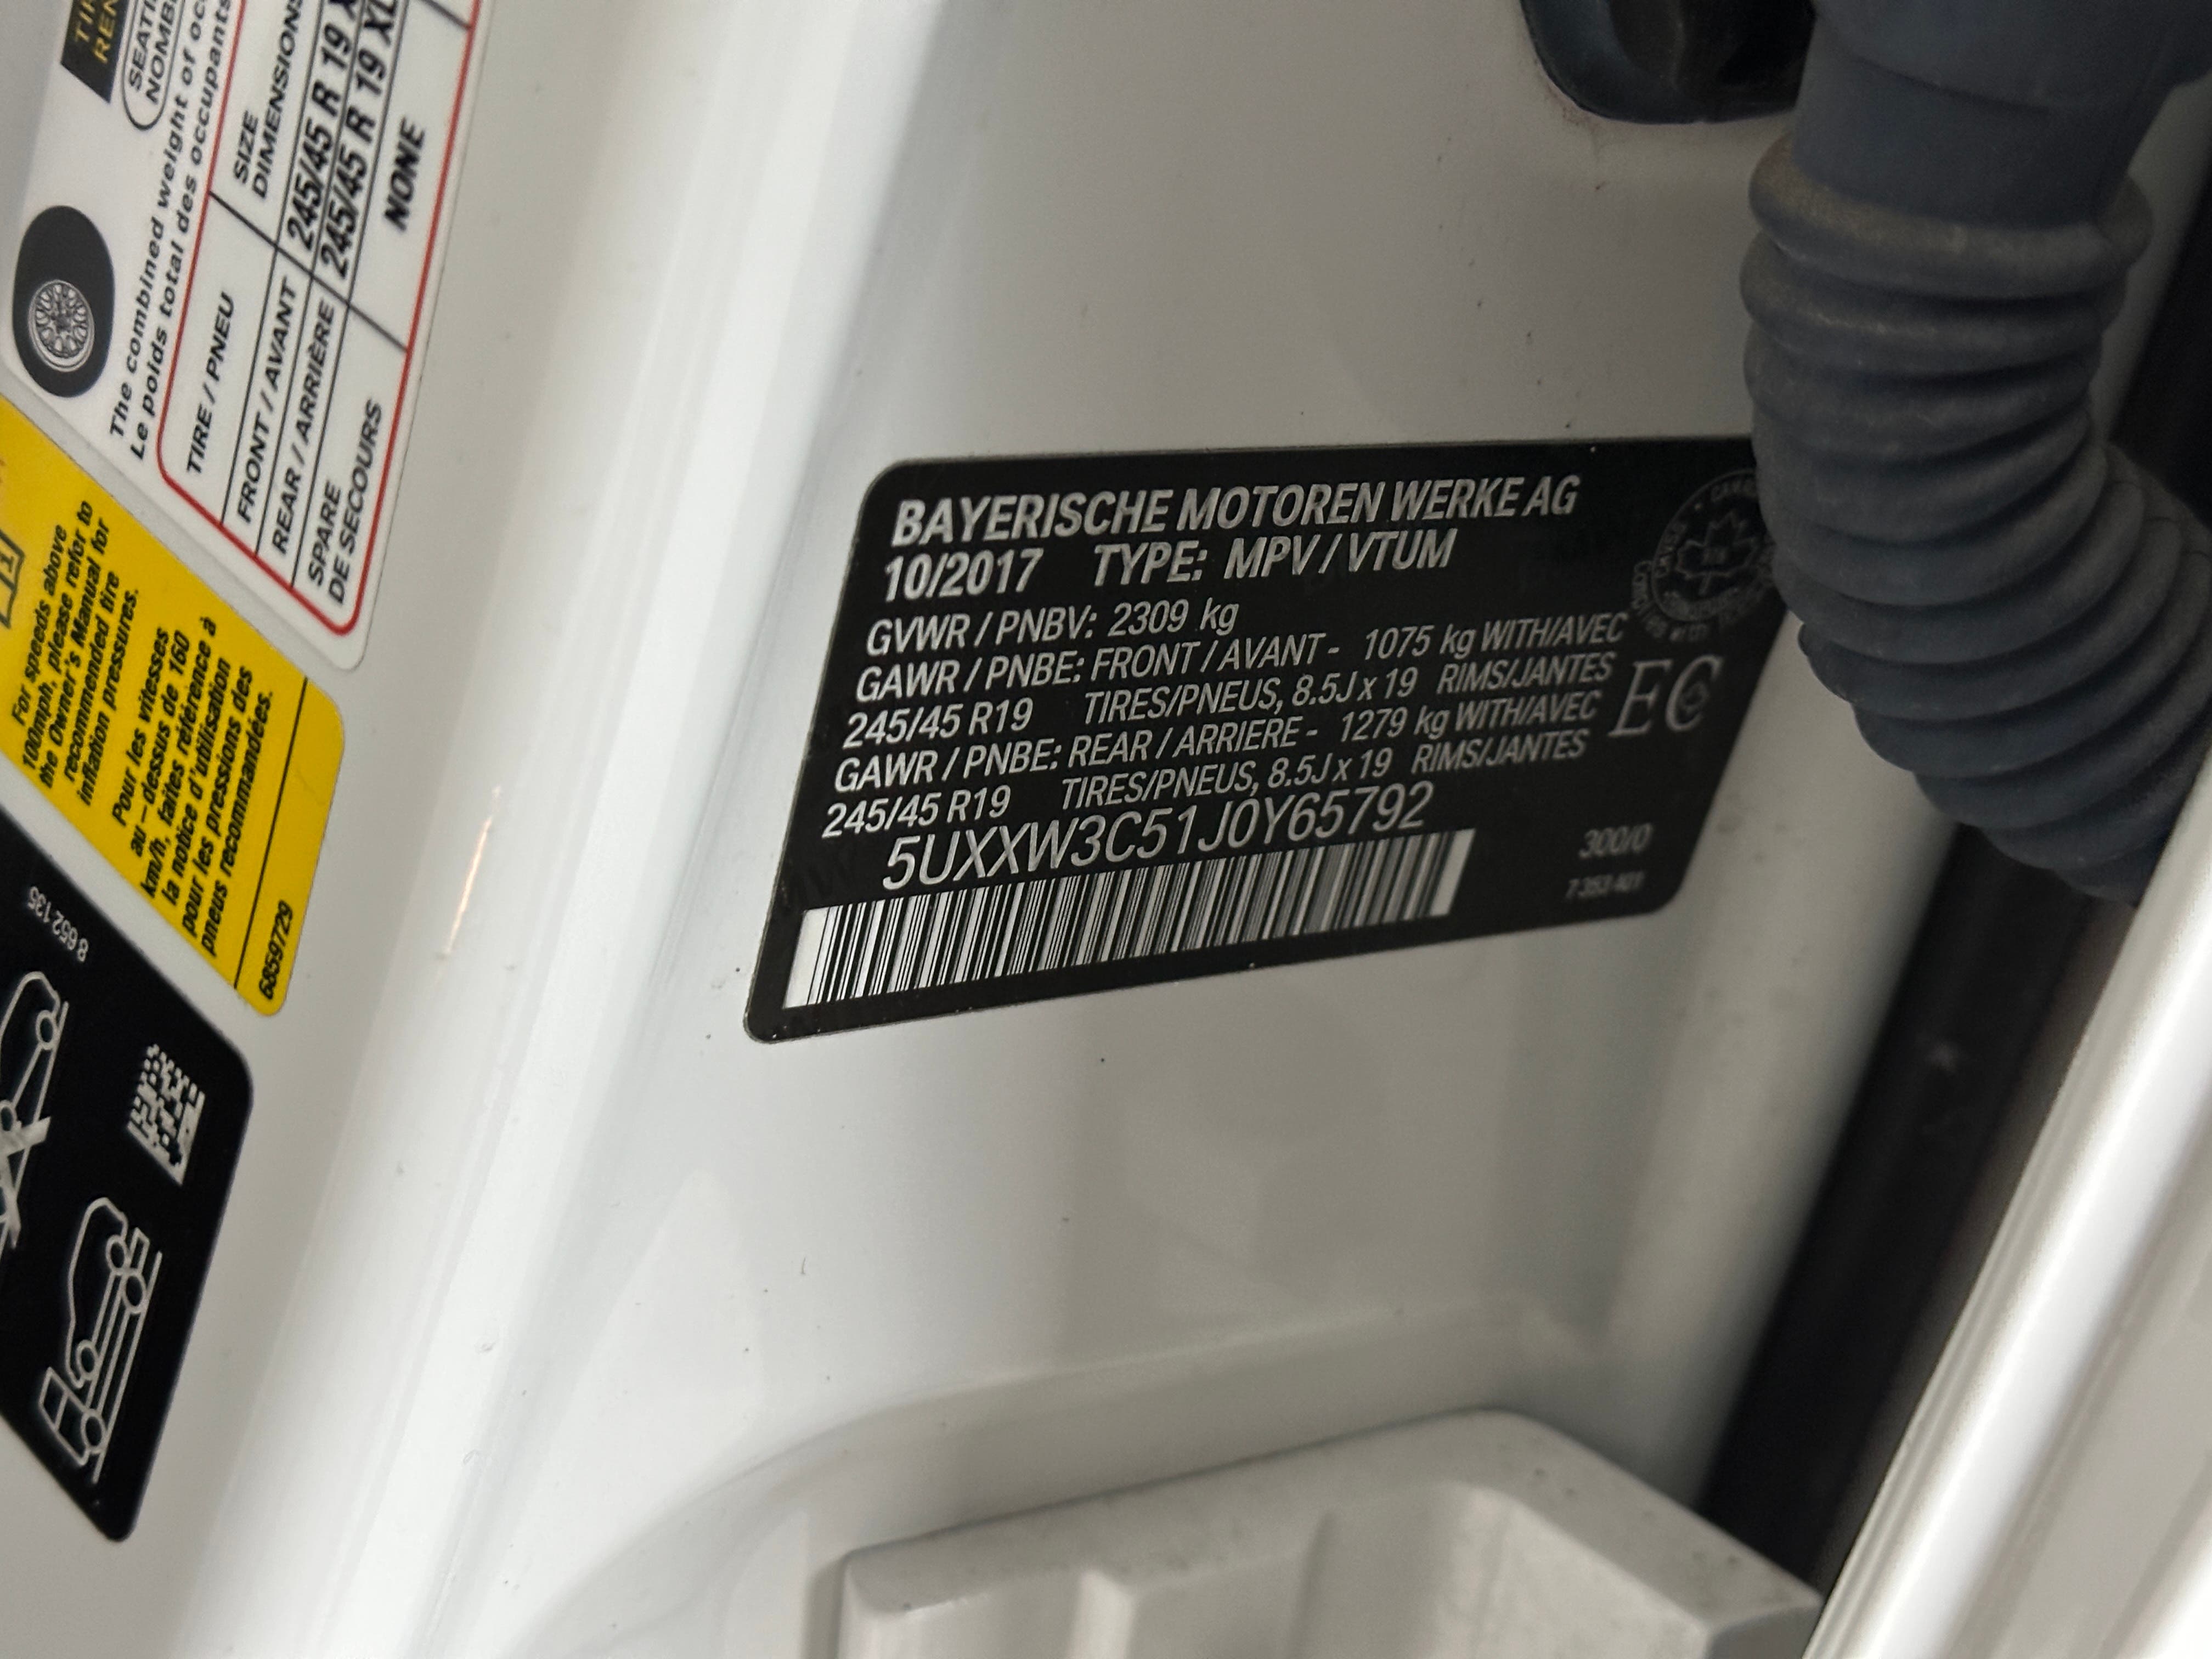 BAYERISCHE MOTOREN WERKE AG
10/2017 TYPE: MPV / VTUM
GVWR / PNBV: 2309 kg
GAWR / PNBE: FRONT / AVANT - 1075 kg WITH/AVEC
245/45 R19 TIRES/PNEUS, 8.5J x 19 RIMS/JANTES
GAWR / PNBE: REAR / ARRIERE - 1279 kg WITH/AVEC
245/45 R19 TIRES/PNEUS, 8.5J x 19 RIMS/JANTES
5UXXW3C51J0Y65792
EC
300/0
7 353 401
The combined weight of
Le poids total des occupants
TIRE / PNEU
SIZE
DIMENSIONS
FRONT / AVANT 245/45 R 19
REAR / ARRIÈRE 245/45 R 19 XL
SPARE
DE SECOURS
NONE
For speeds above
100mph, please refer to
the Owner's Manual for
recommended tire
inflation pressures.
Pour les vitesses
au - dessus de 160
km/h, faites référence à
la notice d'utilisation
pour les pressions des
pneus recommandées.
6859729
8 652 135